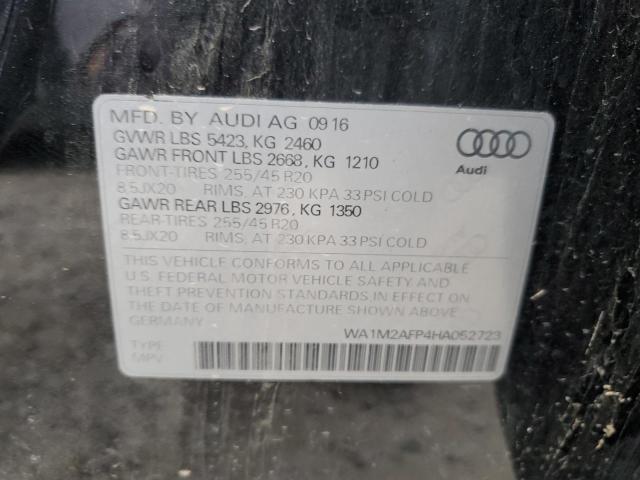 MFD. BY AUDI AG 09 16
GVWR LBS 5423, KG 2460
GAWR FRONT LBS 2668, KG 1210
FRONT-TIRES 255/45 R20
8.5JX20 RIMS, AT 230 KPA 33 PSI COLD
GAWR REAR LBS 2976, KG 1350
REAR-TIRES 255/45 R20
8.5JX20 RIMS, AT 230 KPA 33 PSI COLD
Audi
THIS VEHICLE CONFORMS TO ALL APPLICABLE
U.S. FEDERAL MOTOR VEHICLE SAFETY AND
THEFT PREVENTION STANDARDS IN EFFECT ON
THE DATE OF MANUFACTURE SHOWN ABOVE
GERMANY
WA1M2AFP4HA052723
TYPE:
MPV